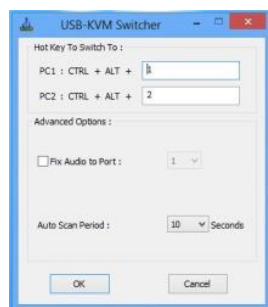 USB-KVM Switcher
Hot Key To Switch To :
PC1 : CTRL + ALT + 1
PC2 : CTRL + ALT + 2
Advanced Options :
Fix Audio to Port : 1
Auto Scan Period : 10 Seconds
OK Cancel